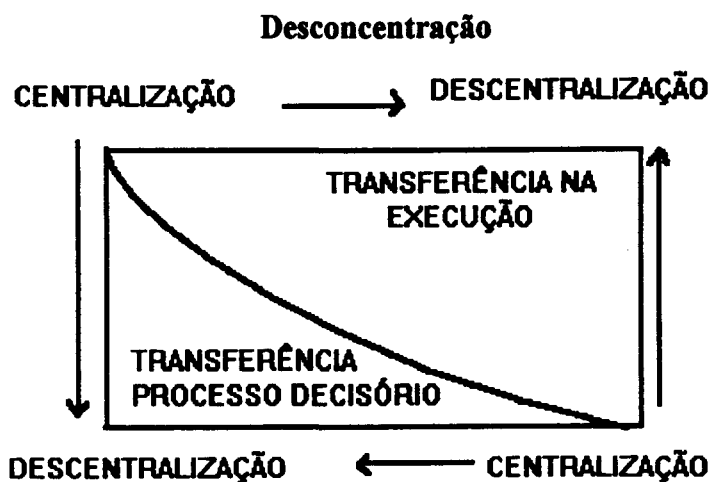 Desconcentração
CENTRALIZAÇÃO DESCENTRALIZAÇÃO
TRANSFERÊNCIA NA
EXECUÇÃO
TRANSFERÊNCIA
PROCESSO DECISÓRIO
DESCENTRALIZAÇÃO CENTRALIZAÇÃO